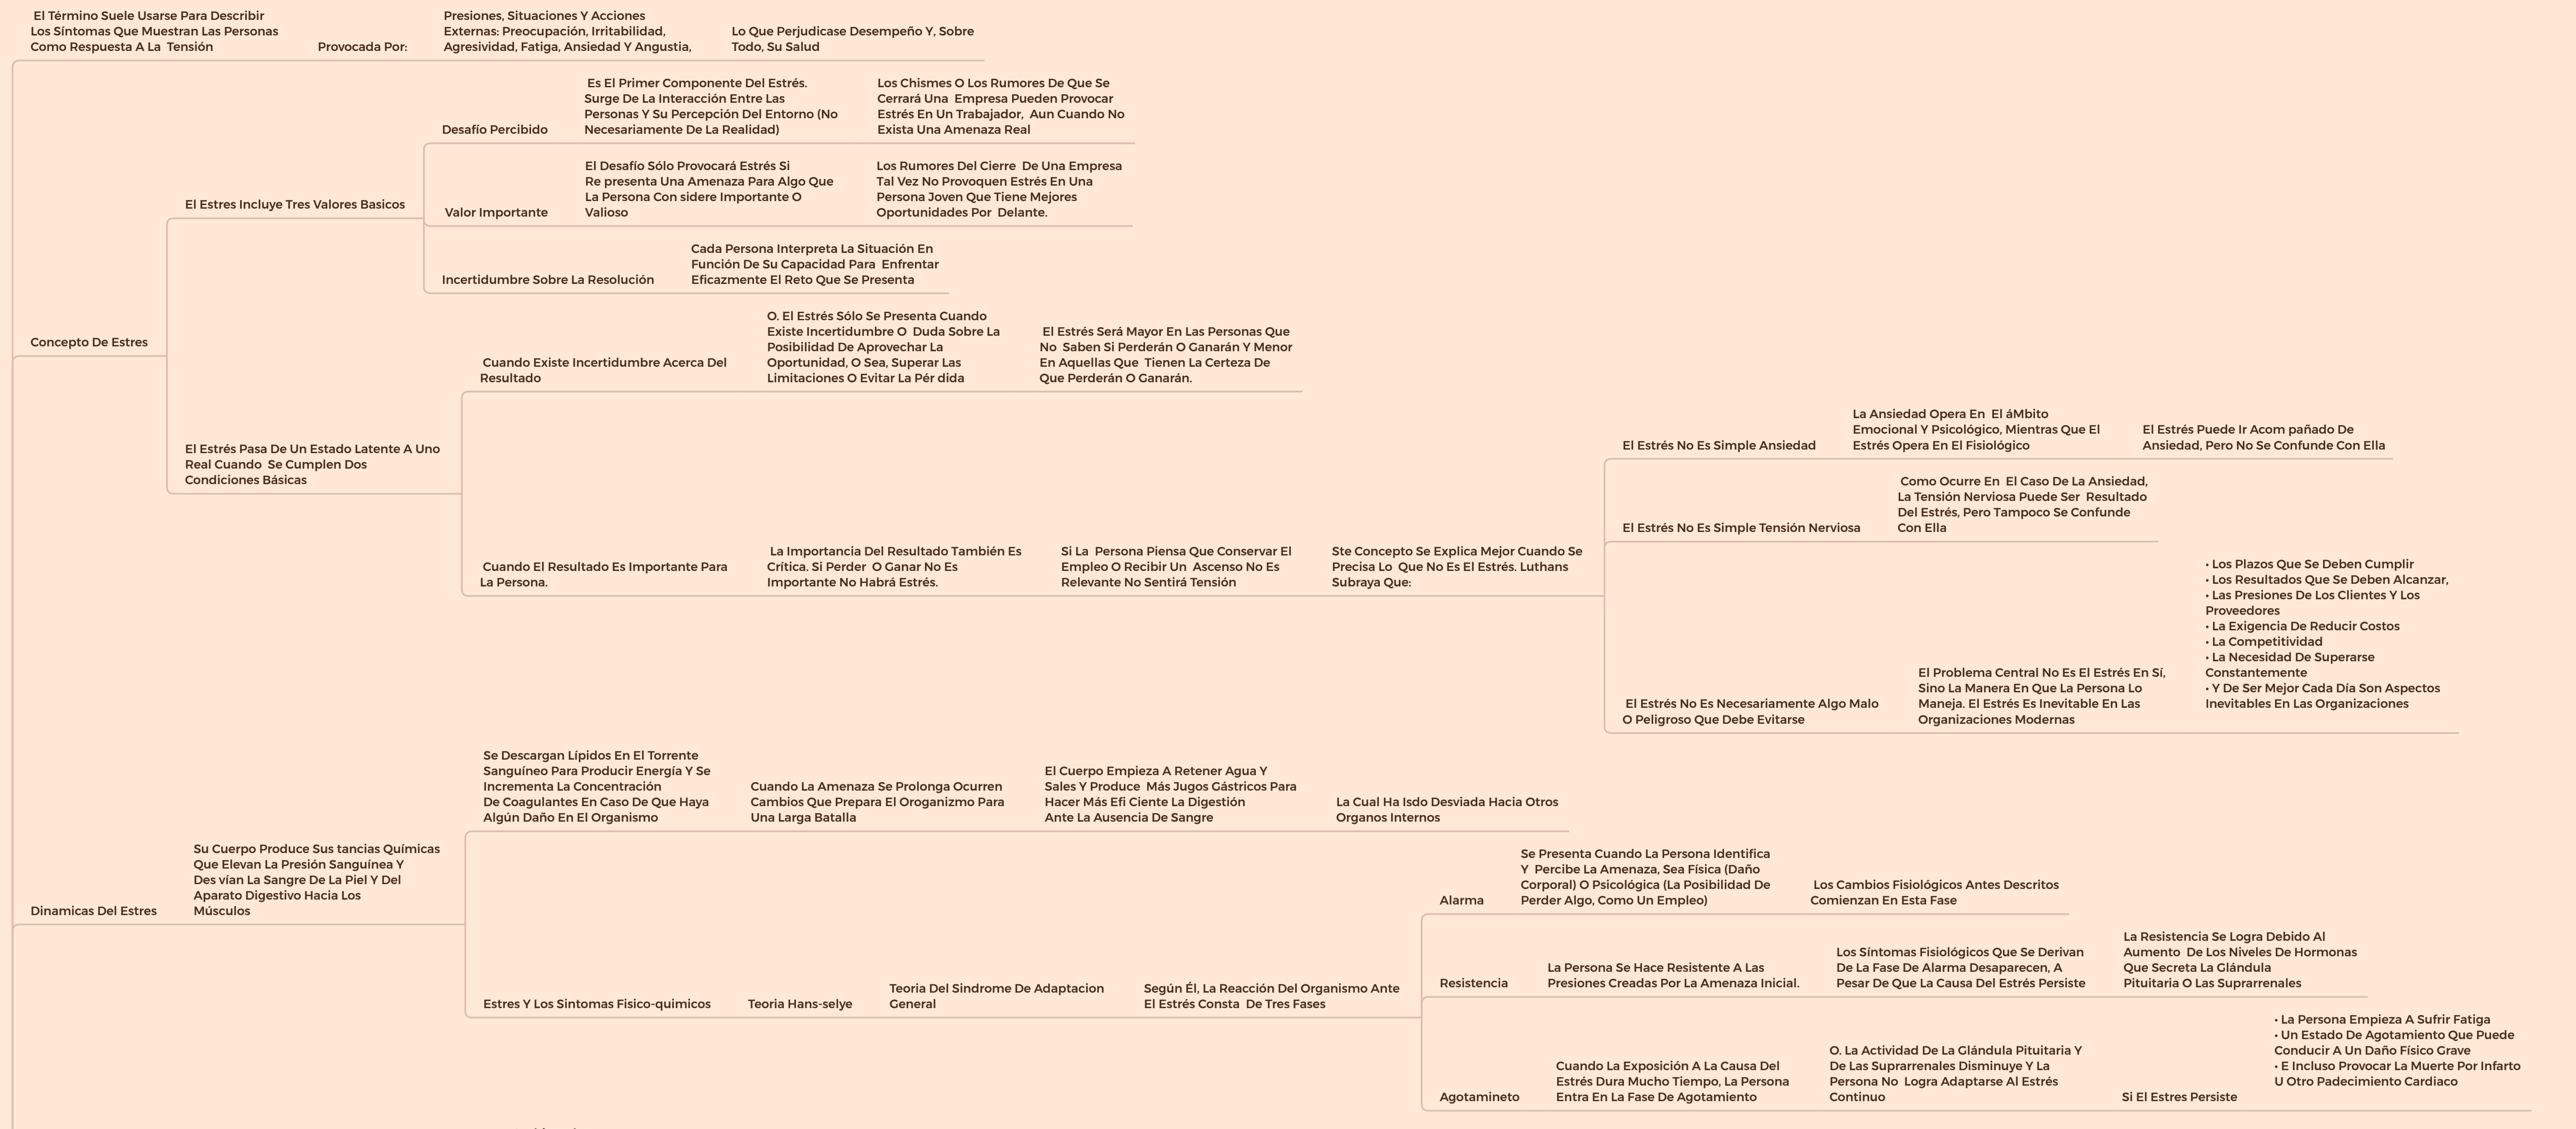 El Término Suele Usarse Para Describir
Los Síntomas Que Muestran Las Personas
Como Respuesta A La Tensión
Provocada Por:
Presiones, Situaciones Y Acciones
Externas: Preocupación, Irritabilidad,
Agresividad, Fatiga, Ansiedad Y Angustia,
Lo Que Perjudicase Desempeño Y, Sobre
Todo, Su Salud
Concepto De Estres
El Estres Incluye Tres Valores Basicos
Desafío Percibido
Es El Primer Componente Del Estrés.
Surge De La Interacción Entre Las
Personas Y Su Percepción Del Entorno (No
Necesariamente De La Realidad)
Los Chismes O Los Rumores De Que Se
Cerrará Una Empresa Pueden Provocar
Estrés En Un Trabajador, Aun Cuando No
Exista Una Amenaza Real
Valor Importante
El Desafío Sólo Provocará Estrés Si
Re presenta Una Amenaza Para Algo Que
La Persona Con sidere Importante O
Valioso
Los Rumores Del Cierre De Una Empresa
Tal Vez No Provoquen Estrés En Una
Persona Joven Que Tiene Mejores
Oportunidades Por Delante.
Incertidumbre Sobre La Resolución
Cada Persona Interpreta La Situación En
Función De Su Capacidad Para Enfrentar
Eficazmente El Reto Que Se Presenta
El Estrés Pasa De Un Estado Latente A Uno
Real Cuando Se Cumplen Dos
Condiciones Básicas
Cuando Existe Incertidumbre Acerca Del
Resultado
O. El Estrés Sólo Se Presenta Cuando
Existe Incertidumbre O Duda Sobre La
Posibilidad De Aprovechar La
Oportunidad, O Sea, Superar Las
Limitaciones O Evitar La Pér dida
El Estrés Será Mayor En Las Personas Que
No Saben Si Perderán O Ganarán Y Menor
En Aquellas Que Tienen La Certeza De
Que Perderán O Ganarán.
Cuando El Resultado Es Importante Para
La Persona.
La Importancia Del Resultado También Es
Crítica. Si Perder O Ganar No Es
Importante No Habrá Estrés.
Si La Persona Piensa Que Conservar El
Empleo O Recibir Un Ascenso No Es
Relevante No Sentirá Tensión
Ste Concepto Se Explica Mejor Cuando Se
Precisa Lo Que No Es El Estrés. Luthans
Subraya Que:
El Estrés No Es Simple Ansiedad
La Ansiedad Opera En El áMbito
Emocional Y Psicológico, Mientras Que El
Estrés Opera En El Fisiológico
El Estrés Puede Ir Acom pañado De
Ansiedad, Pero No Se Confunde Con Ella
El Estrés No Es Simple Tensión Nerviosa
Como Ocurre En El Caso De La Ansiedad,
La Tensión Nerviosa Puede Ser Resultado
Del Estrés, Pero Tampoco Se Confunde
Con Ella
El Estrés No Es Necesariamente Algo Malo
O Peligroso Que Debe Evitarse
El Problema Central No Es El Estrés En Sí,
Sino La Manera En Que La Persona Lo
Maneja. El Estrés Es Inevitable En Las
Organizaciones Modernas
• Los Plazos Que Se Deben Cumplir
• Los Resultados Que Se Deben Alcanzar,
• Las Presiones De Los Clientes Y Los
Proveedores
• La Exigencia De Reducir Costos
• La Competitividad
• La Necesidad De Superarse
Constantemente
• Y De Ser Mejor Cada Día Son Aspectos
Inevitables En Las Organizaciones
Dinamicas Del Estres
Su Cuerpo Produce Sus tancias Químicas
Que Elevan La Presión Sanguínea Y
Des vían La Sangre De La Piel Y Del
Aparato Digestivo Hacia Los
Músculos
Se Descargan Lípidos En El Torrente
Sanguíneo Para Producir Energía Y Se
Incrementa La Concentración
De Coagulantes En Caso De Que Haya
Algún Daño En El Organismo
Cuando La Amenaza Se Prolonga Ocurren
Cambios Que Prepara El Oroganizmo Para
Una Larga Batalla
El Cuerpo Empieza A Retener Agua Y
Sales Y Produce Más Jugos Gástricos Para
Hacer Más Efi Ciente La Digestión
Ante La Ausencia De Sangre
La Cual Ha Isdo Desviada Hacia Otros
Organos Internos
Estres Y Los Sintomas Fisico-quimicos
Teoria Hans-selye
Teoria Del Sindrome De Adaptacion
General
Según Él, La Reacción Del Organismo Ante
El Estrés Consta De Tres Fases
Alarma
Se Presenta Cuando La Persona Identifica
Y Percibe La Amenaza, Sea Física (Daño
Corporal) O Psicológica (La Posibilidad De
Perder Algo, Como Un Empleo)
Los Cambios Fisiológicos Antes Descritos
Comienzan En Esta Fase
Resistencia
La Persona Se Hace Resistente A Las
Presiones Creadas Por La Amenaza Inicial.
Los Síntomas Fisiológicos Que Se Derivan
De La Fase De Alarma Desaparecen, A
Pesar De Que La Causa Del Estrés Persiste
La Resistencia Se Logra Debido Al
Aumento De Los Niveles De Hormonas
Que Secreta La Glándula
Pituitaria O Las Suprarrenales
Agotamineto
Cuando La Exposición A La Causa Del
Estrés Dura Mucho Tiempo, La Persona
Entra En La Fase De Agotamiento
O. La Actividad De La Glándula Pituitaria Y
De Las Suprarrenales Disminuye Y La
Persona No Logra Adaptarse Al Estrés
Continuo
Si El Estres Persiste
• La Persona Empieza A Sufrir Fatiga
• Un Estado De Agotamiento Que Puede
Conducir A Un Daño Físico Grave
• E Incluso Provocar La Muerte Por Infarto
U Otro Padecimiento Cardiaco